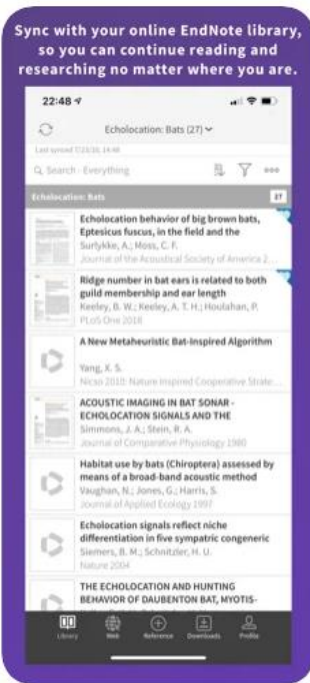 Sync with your online EndNote library,
so you can continue reading and
researching no matter where you are.
22:48
Echolocation: Bats (27)
Last synced 7/23/20, 14:48
Search - Everything
Echolocation: Bats
Echolocation behavior of big brown bats,
Eptesicus fuscus, in the field and the
Surlykke, A.; Moss, C. F.
Journal of the Acoustical Society of America 2...
Ridge number in bat ears is related to both
guild membership and ear length
Keeley, B. W.; Keeley, A. T. H.; Houlahan, P.
PLoS One 2018
A New Metaheuristic Bat-Inspired Algorithm
Yang, X. S.
Nicso 2010: Nature Inspired Cooperative Strate...
ACOUSTIC IMAGING IN BAT SONAR -
ECHOLOCATION SIGNALS AND THE
Simmons, J. A.; Stein, R. A.
Journal of Comparative Physiology 1980
Habitat use by bats (Chiroptera) assessed by
means of a broad-band acoustic method
Vaughan, N.; Jones, G.; Harris, S.
Journal of Applied Ecology 1997
Echolocation signals reflect niche
differentiation in five sympatric congeneric
Siemers, B. M.; Schnitzler, H. U.
Nature 2004
THE ECHOLOCATION AND HUNTING
BEHAVIOR OF DAUBENTON BAT, MYOTIS-
Library
Web
Reference
Downloads
Profile